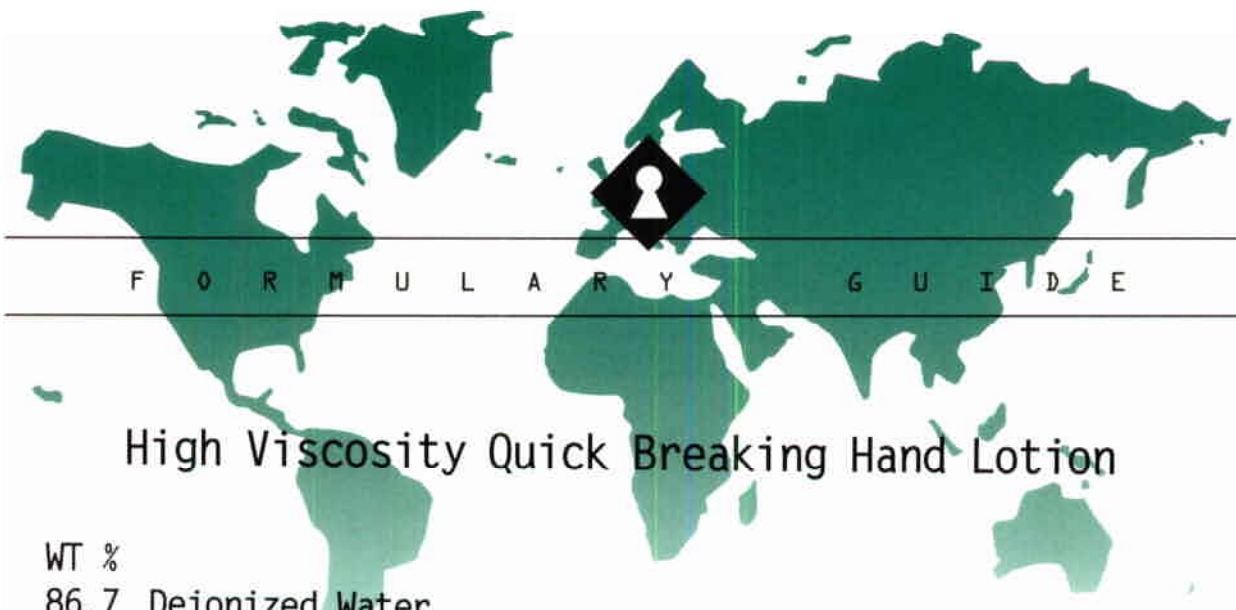 FORMULARY GUIDE
High Viscosity Quick Breaking Hand Lotion
WT %
86.7 Deionized Water